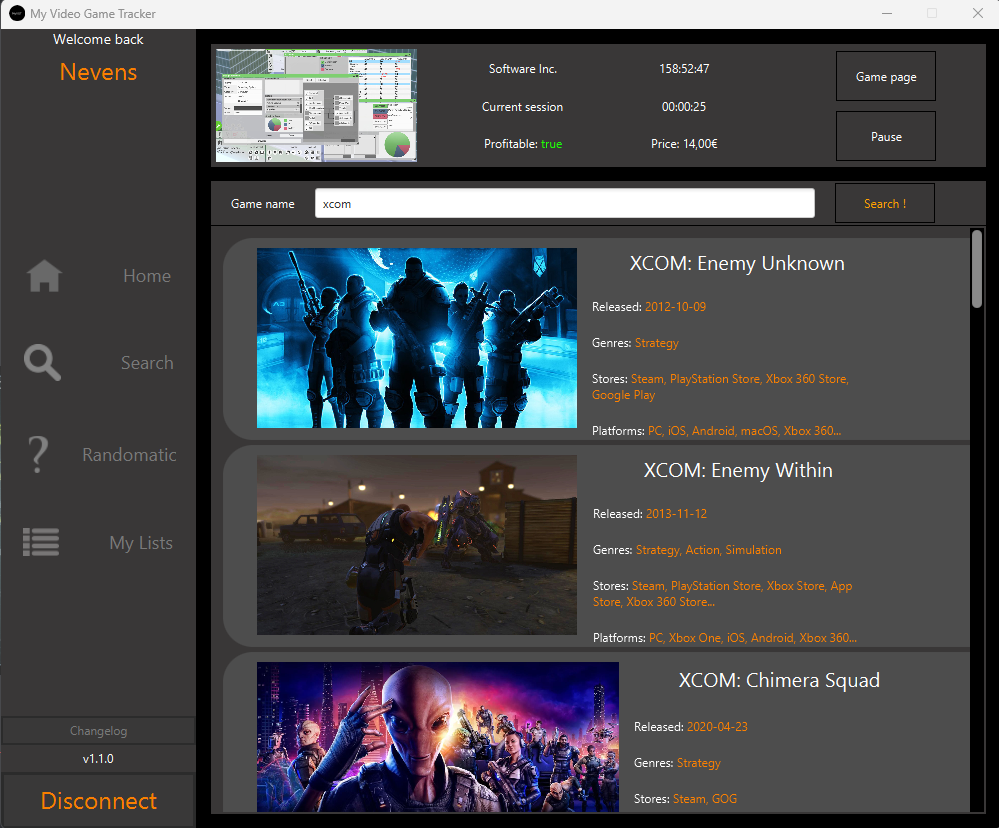 My Video Game Tracker
Welcome back
Nevens
Home
Search
Randomatic
My Lists
Changelog
v1.1.0
Disconnect
Software Inc.
158:52:47
Game page
Current session
00:00:25
Profitable: true
Price: 14,00€
Pause
Game name
xcom
Search !
XCOM: Enemy Unknown
Released: 2012-10-09
Genres: Strategy
Stores: Steam, PlayStation Store, Xbox 360 Store,
Google Play
Platforms: PC, iOS, Android, macOS, Xbox 360...
XCOM: Enemy Within
Released: 2013-11-12
Genres: Strategy, Action, Simulation
Stores: Steam, PlayStation Store, Xbox Store, App
Store, Xbox 360 Store...
Platforms: PC, Xbox One, iOS, Android, Xbox 360...
XCOM: Chimera Squad
Released: 2020-04-23
Genres: Strategy
Stores: Steam, GOG